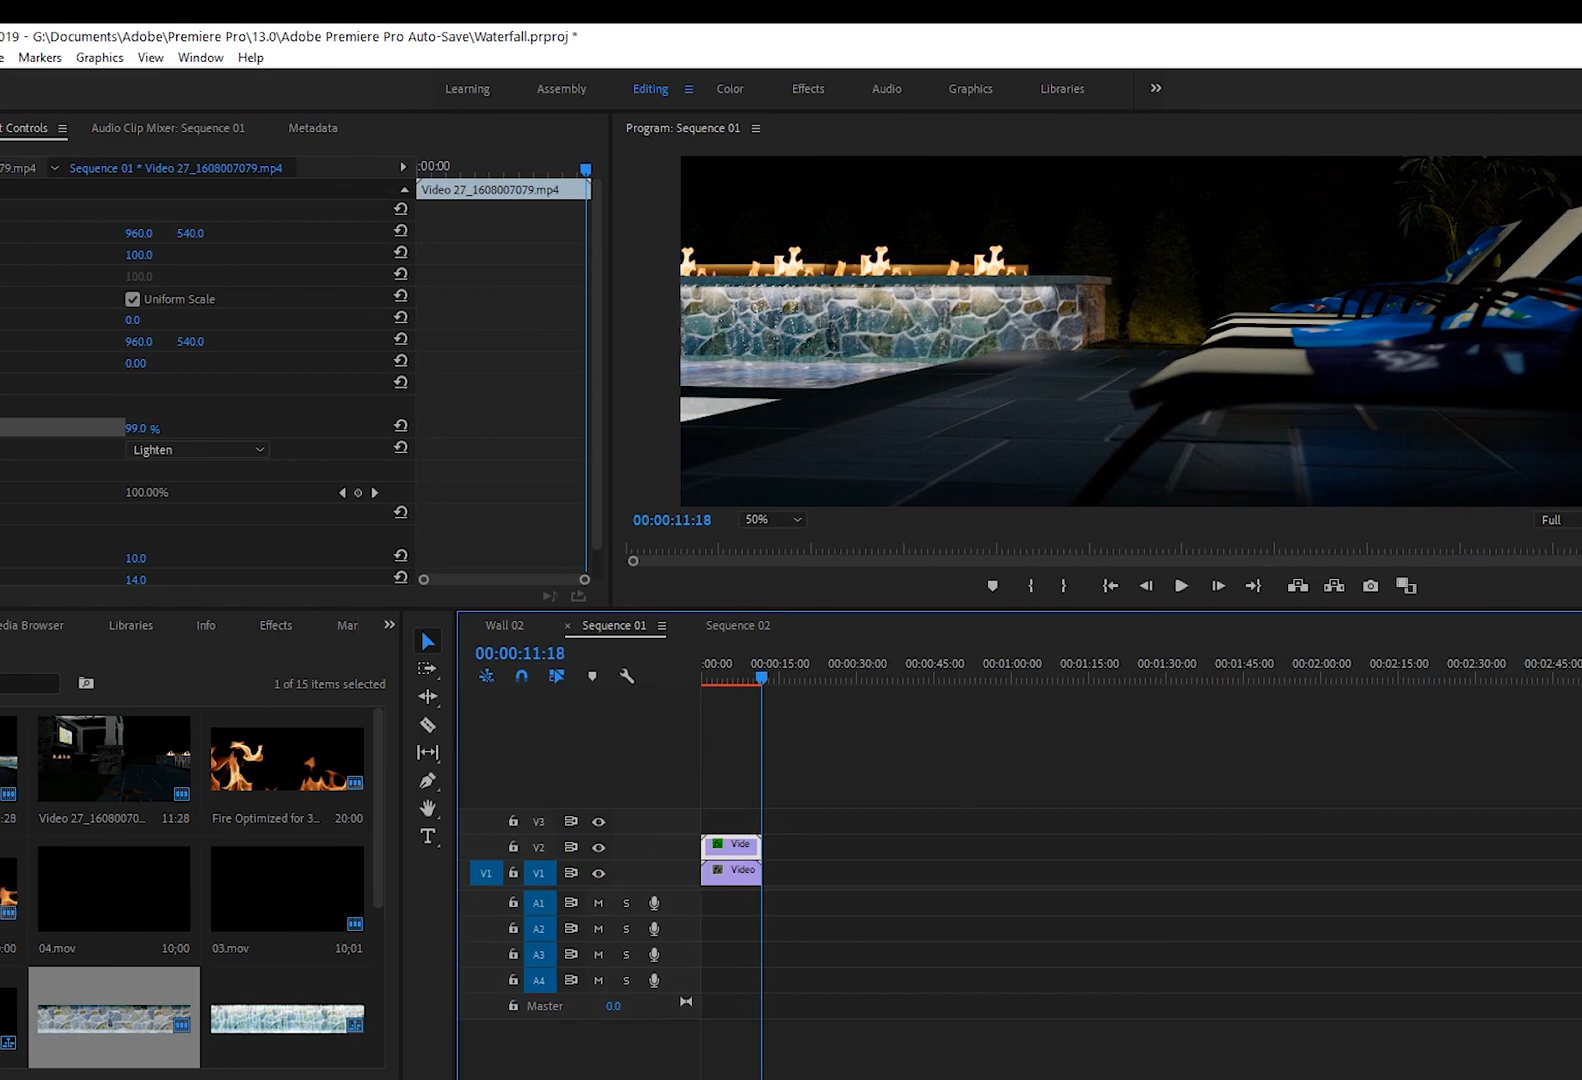 019 - G:\Documents\Adobe\Premiere Pro\13.0\Adobe Premiere Pro Auto-Save\Waterfall.prproj *
e Markers Graphics View Window Help
Learning Assembly Editing Color Effects Audio Graphics Libraries
t Controls Audio Clip Mixer: Sequence 01 Metadata
Program: Sequence 01
79.mp4 Sequence 01 * Video 27_1608007079.mp4
:00:00
Video 27_1608007079.mp4
960.0 540.0
100.0
100.0
Uniform Scale
0.0
960.0 540.0
0.00
99.0 %
Lighten
100.00%
10.0
14.0
00:00:11:18 50% Full
edia Browser Libraries Info Effects Mar
1 of 15 items selected
:28 Video 27_16080070... 11:28 Fire Optimized for 3... 20:00
:00 04.mov 10;00 03.mov 10;01
Wall 02 × Sequence 01 Sequence 02
00:00:11:18
:00:00 00:00:15:00 00:00:30:00 00:00:45:00 00:01:00:00 00:01:15:00 00:01:30:00 00:01:45:00 00:02:00:00 00:02:15:00 00:02:30:00 00:02:45:00
V3
V2 Vide
V1 V1 Video
A1 M S
A2 M S
A3 M S
A4 M S
Master 0.0